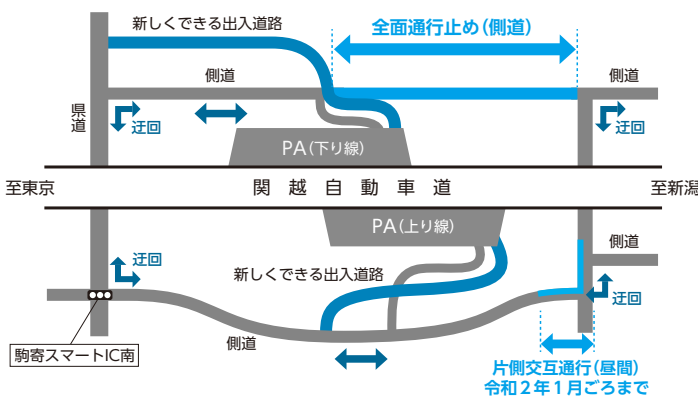 新しくできる出入道路
全面通行止め(側道)
側道
側道
県道
迂回
迂回
PA(下り線)
至東京
関越自動車道
至新潟
PA(上り線)
側道
迂回
新しくできる出入道路
迂回
駒寄スマートIC南
側道
片側交互通行(昼間)
令和2年1月ごろまで